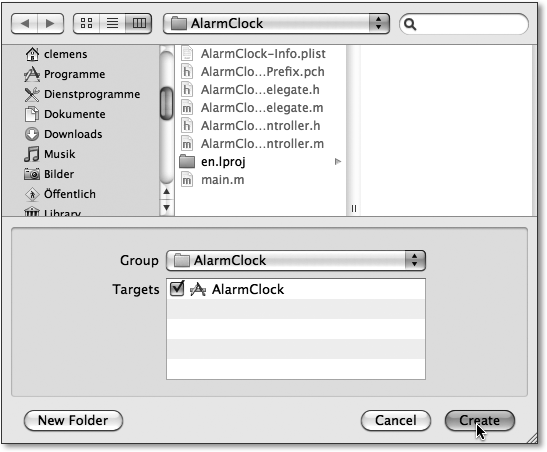 AlarmClock
clemens
Programme
Dienstprogramme
Dokumente
Downloads
Musik
Bilder
Öffentlich
Library
AlarmClock-Info.plist
AlarmClo...Prefix.pch
AlarmClo...elegate.h
AlarmClo...elegate.m
AlarmClo...ntroller.h
AlarmClo...ntroller.m
en.lproj
main.m
Group AlarmClock
Targets AlarmClock
New Folder Cancel Create